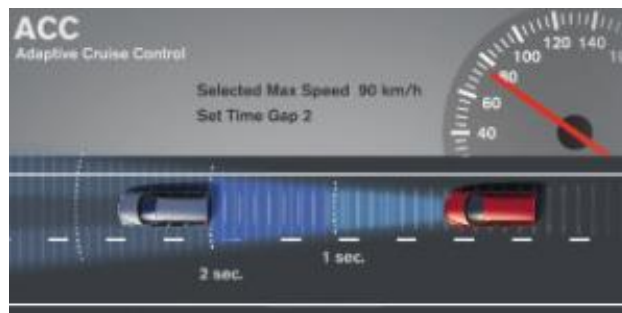 ACC
Adaptive Cruise Control
Selected Max Speed 90 km/h
Set Time Gap 2
40
60
80
100
120
140
2 sec.
1 sec.